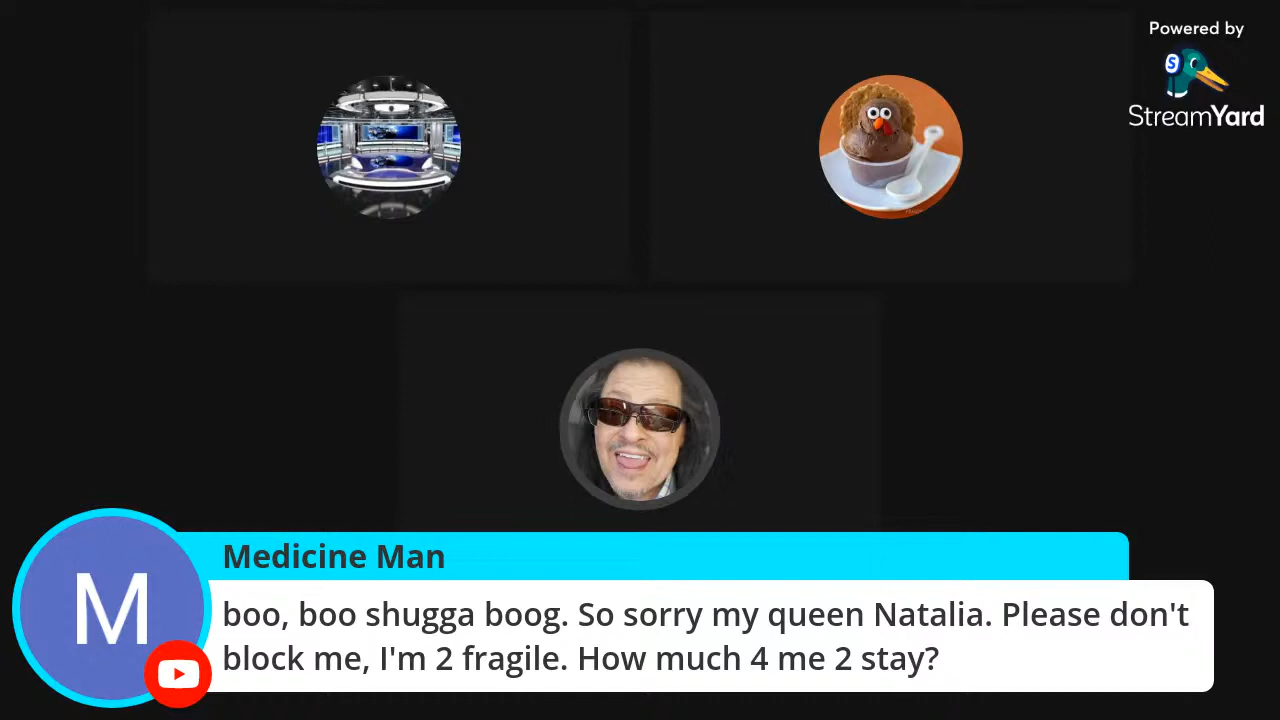 Powered by
S
StreamYard
Medicine Man
M
boo, boo shugga boog. So sorry my queen Natalia. Please don't
block me, I'm 2 fragile. How much 4 me 2 stay?